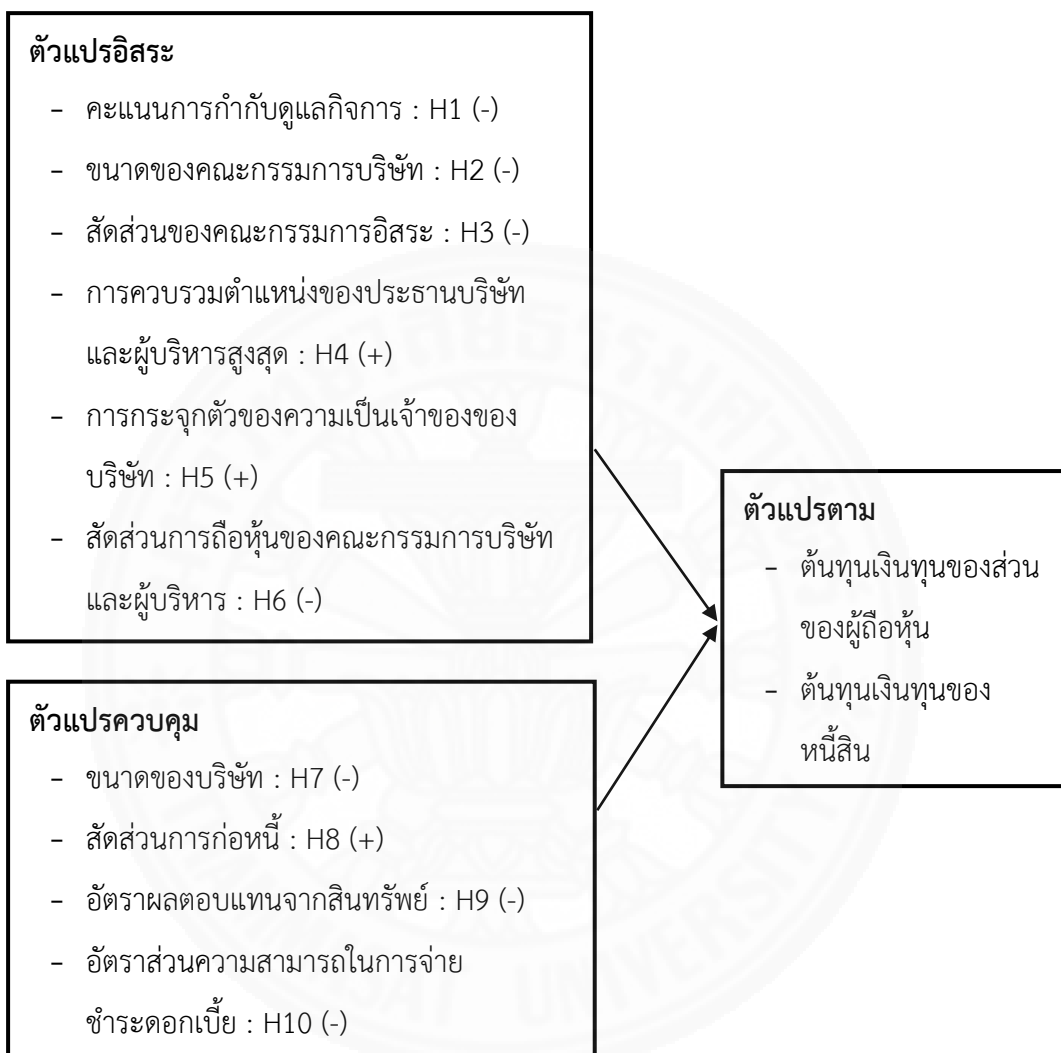 ตัวแปรอิสระ
- คะแนนการกำกับดูแลกิจการ : H1 (-)
- ขนาดของคณะกรรมการบริษัท : H2 (-)
- สัดส่วนของคณะกรรมการอิสระ : H3 (-)
- การควบรวมตำแหน่งของประธานบริษัท
และผู้บริหารสูงสุด : H4 (+)
- การกระจุกตัวของความเป็นเจ้าของของ
บริษัท : H5 (+)
- สัดส่วนการถือหุ้นของคณะกรรมการบริษัท
และผู้บริหาร : H6 (-)
ตัวแปรตาม
- ต้นทุนเงินทุนของส่วน
ของผู้ถือหุ้น
- ต้นทุนเงินทุนของ
หนี้สิน
ตัวแปรควบคุม
- ขนาดของบริษัท : H7 (-)
- สัดส่วนการก่อหนี้ : H8 (+)
- อัตราผลตอบแทนจากสินทรัพย์ : H9 (-)
- อัตราส่วนความสามารถในการจ่าย
ชำระดอกเบี้ย : H10 (-)